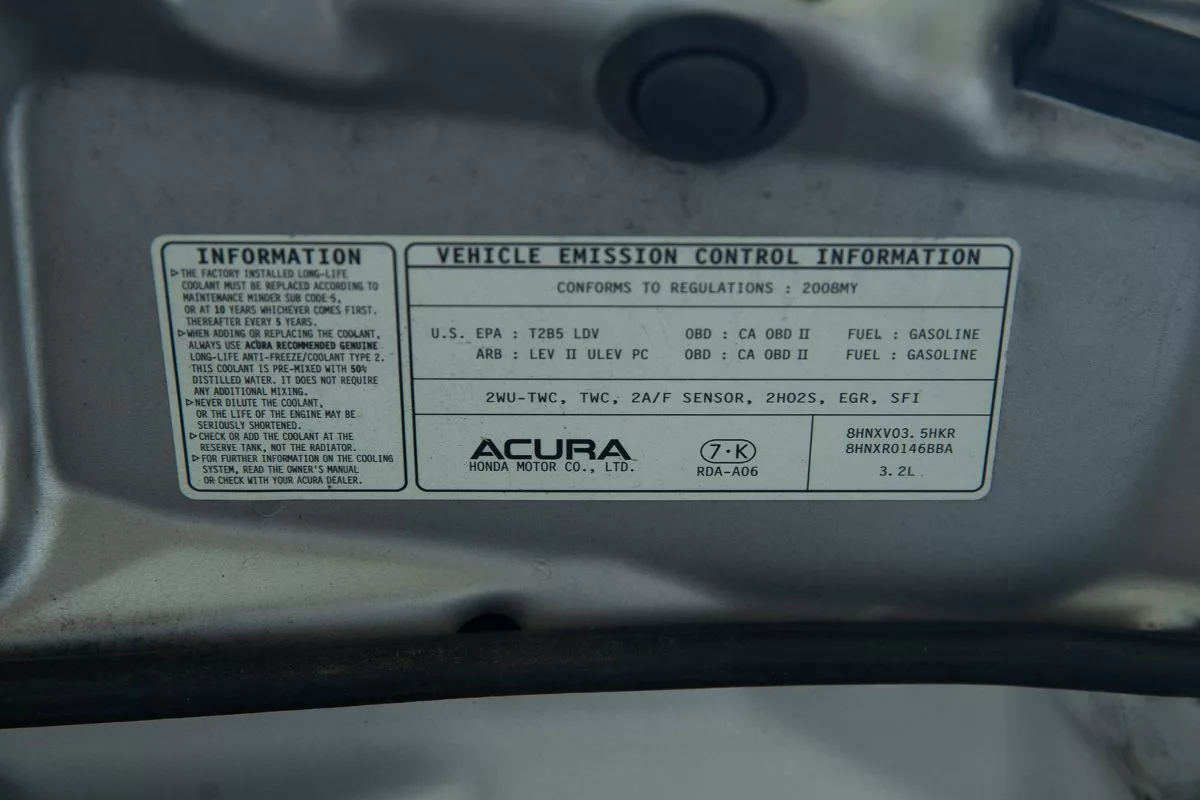 INFORMATION
▷THE FACTORY INSTALLED LONG-LIFE
COOLANT MUST BE REPLACED ACCORDING TO
MAINTENANCE MINDER SUB CODE 5,
OR AT 10 YEARS WHICHEVER COMES FIRST.
THEREAFTER EVERY 5 YEARS.
▷WHEN ADDING OR REPLACING THE COOLANT,
ALWAYS USE ACURA RECOMMENDED GENUINE
LONG-LIFE ANTI-FREEZE/COOLANT TYPE 2.
THIS COOLANT IS PRE-MIXED WITH 50%
DISTILLED WATER. IT DOES NOT REQUIRE
ANY ADDITIONAL MIXING.
▷NEVER DILUTE THE COOLANT,
OR THE LIFE OF THE ENGINE MAY BE
SERIOUSLY SHORTENED.
▷CHECK OR ADD THE COOLANT AT THE
RESERVE TANK, NOT THE RADIATOR.
▷FOR FURTHER INFORMATION ON THE COOLING
SYSTEM, READ THE OWNER'S MANUAL
OR CHECK WITH YOUR ACURA DEALER.
VEHICLE EMISSION CONTROL INFORMATION
CONFORMS TO REGULATIONS : 2008MY
U.S. EPA : T2B5 LDV OBD : CA OBD II FUEL : GASOLINE
ARB : LEV II ULEV PC OBD : CA OBD II FUEL : GASOLINE
2WU-TWC, TWC, 2A/F SENSOR, 2HO2S, EGR, SFI
ACURA
HONDA MOTOR CO., LTD.
7·K
RDA-A06
8HNXV03.5HKR
8HNXR0146BBA
3.2L